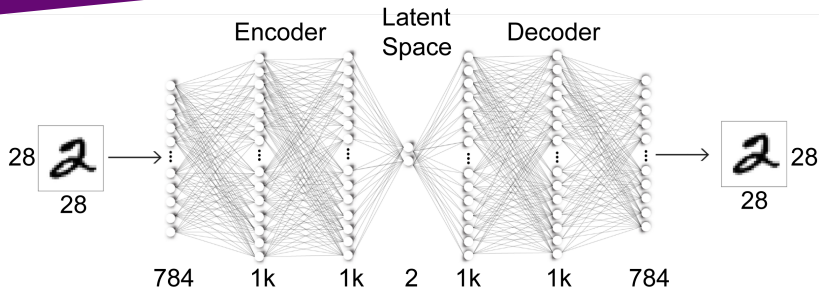 Latent
Encoder Space Decoder
28 28
28 28
784 1k 1k 2 1k 1k 784